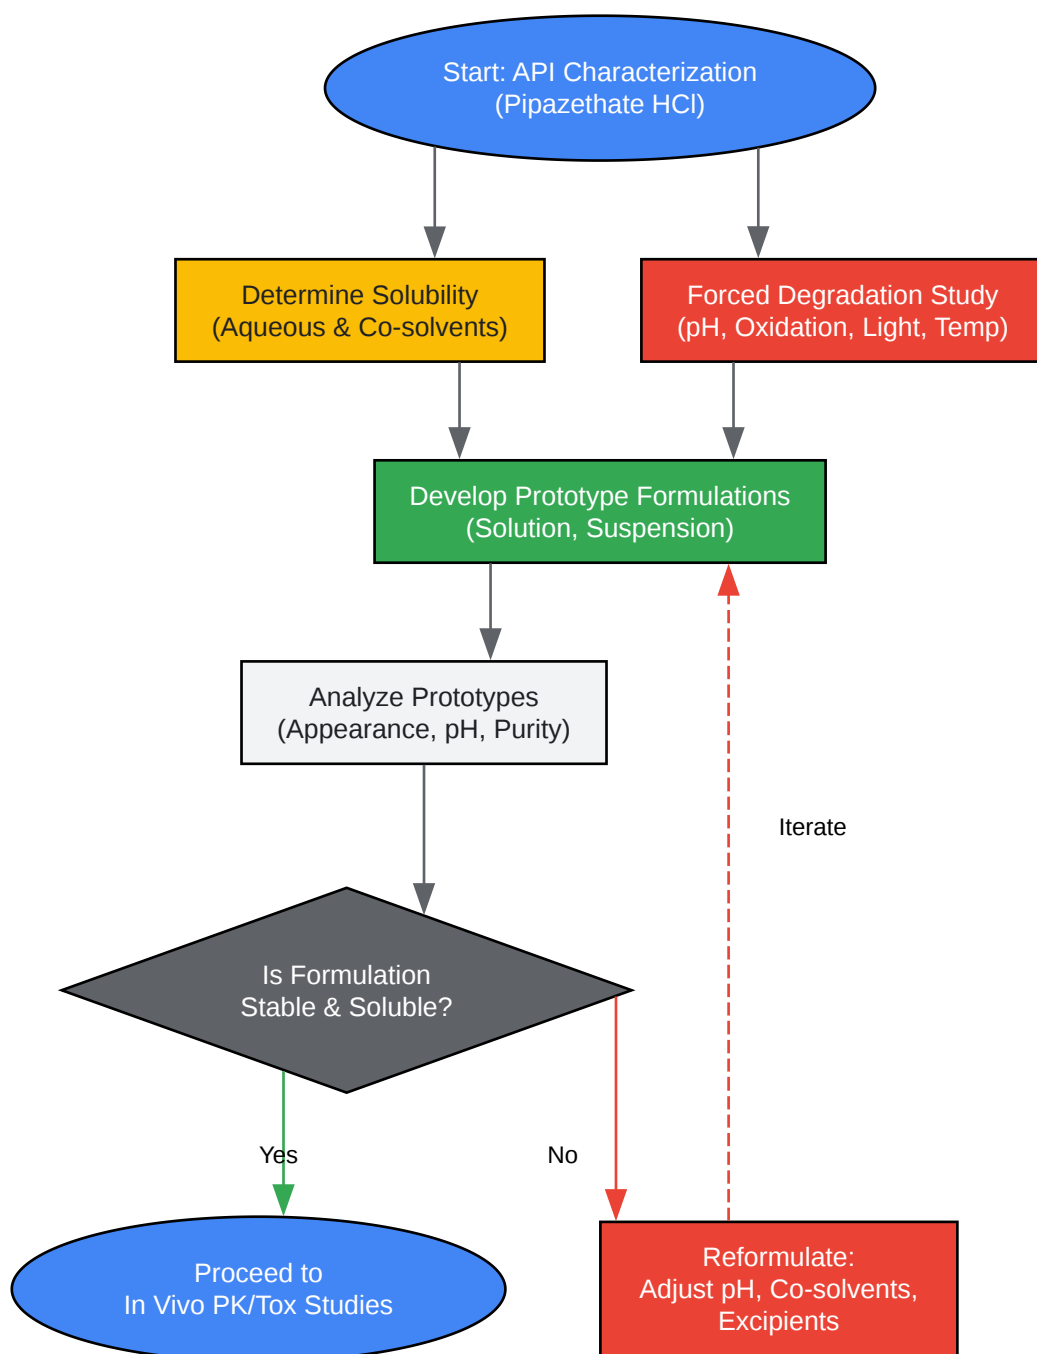 Start: API Characterization
(Pipazethate HCl)
Determine Solubility
(Aqueous & Co-solvents)
Forced Degradation Study
(pH, Oxidation, Light, Temp)
Develop Prototype Formulations
(Solution, Suspension)
Analyze Prototypes
(Appearance, pH, Purity)
Iterate
Is Formulation
Stable & Soluble?
Yes
No
Proceed to
In Vivo PK/Tox Studies
Reformulate:
Adjust pH, Co-solvents,
Excipients